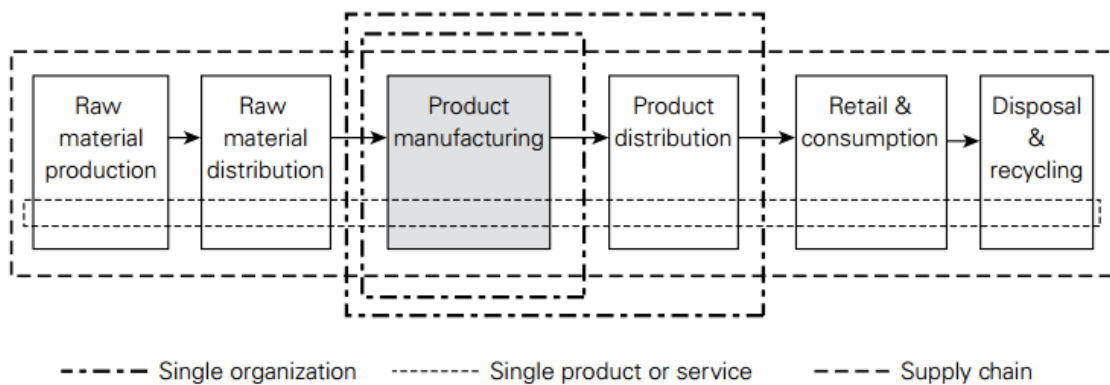 Raw
material
production
Raw
material
distribution
Product
manufacturing
Product
distribution
Retail &
consumption
Disposal
&
recycling
Single organization
Single product or service
Supply chain